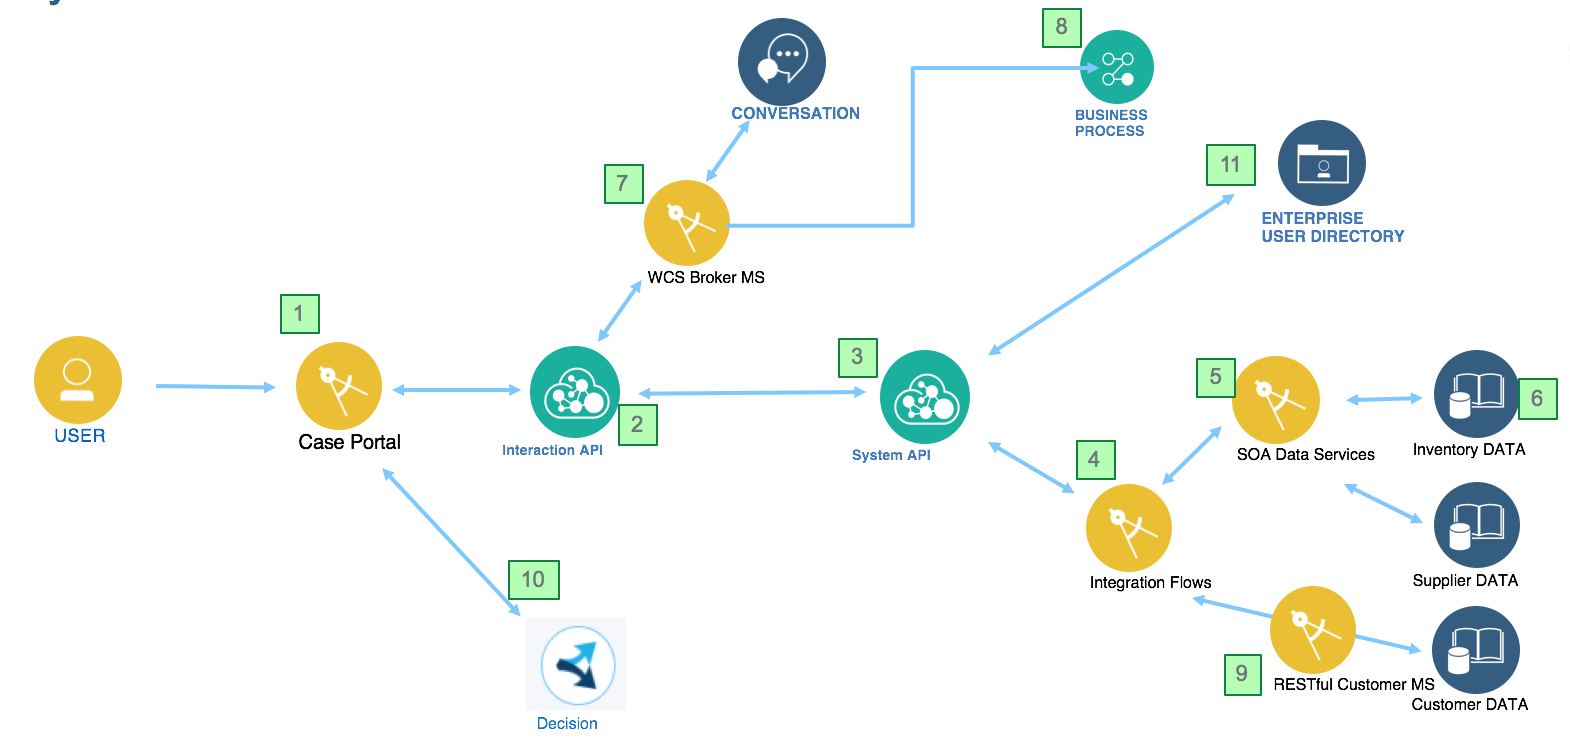 8
CONVERSATION
BUSINESS
PROCESS
7
11
ENTERPRISE
USER DIRECTORY
WCS Broker MS
1
3
5
6
2
USER
Case Portal
Interaction API
System API
4
SOA Data Services
Inventory DATA
10
Integration Flows
Supplier DATA
9
RESTful Customer MS
Customer DATA
Decision